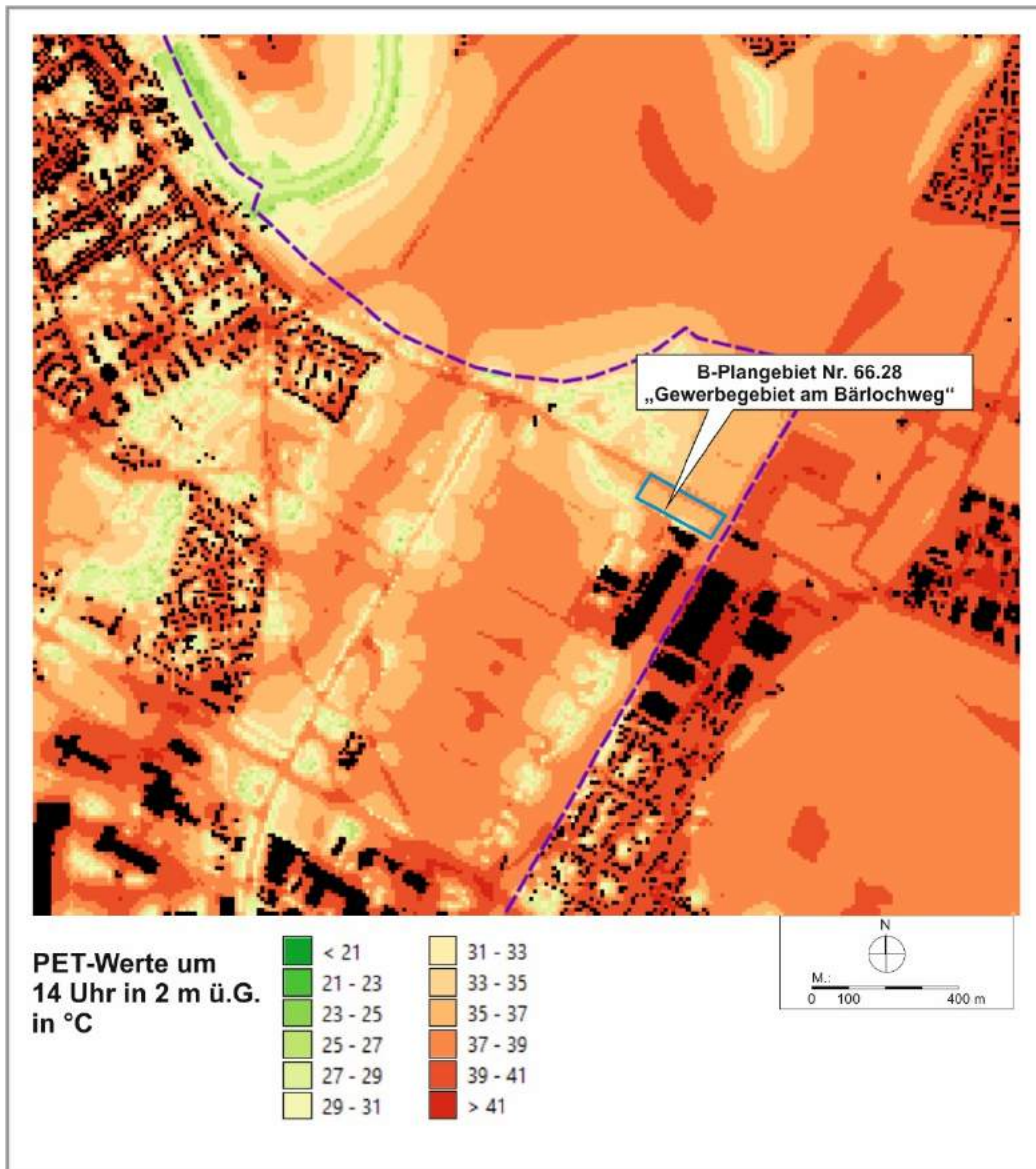 B-Plangebiet Nr. 66.28
„Gewerbegebiet am Bärlochweg“
PET-Werte um
14 Uhr in 2 m ü.G.
in °C
< 21
21 - 23
23 - 25
25 - 27
27 - 29
29 - 31
31 - 33
33 - 35
35 - 37
37 - 39
39 - 41
> 41
N
M.:
0 100 400 m